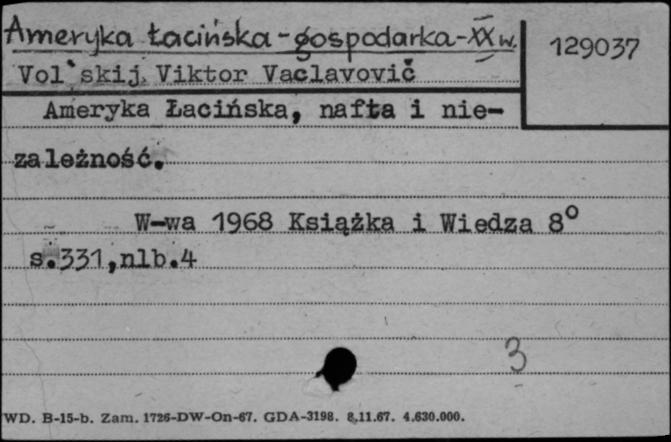 Ameryka Łacińska - gospodarka - XX w.
129037
Vol'skij Viktor Vaclavovič
Ameryka Łacińska, nafta i nie-
zależność.
W-wa 1968 Książka i Wiedza 8°
s.331,nlb.4
3
WD. B-15-b. Zam. 1726-DW-On-67. GDA-3198. 8.11.67. 4.630.000.